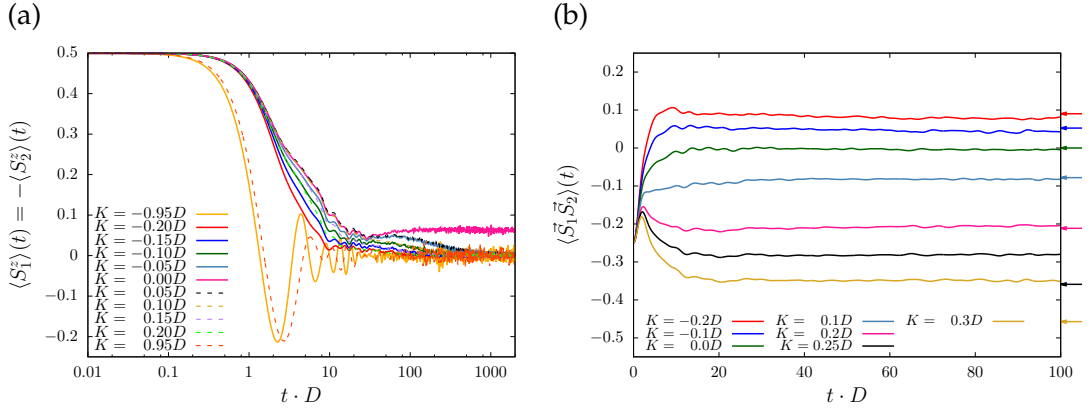 (a)
(b)
⟨S₁ᶻ⟩(t) = −⟨S₂ᶻ⟩(t)
0.5
0.4
0.3
0.2
0.1
0
−0.1
−0.2
K = −0.95D
K = −0.20D
K = −0.15D
K = −0.10D
K = −0.05D
K = 0.00D
K = 0.05D
K = 0.10D
K = 0.15D
K = 0.20D
K = 0.95D
0.01 0.1 1 10 100 1000
t · D
⟨S⃗₁S⃗₂⟩(t)
0.2
0.1
0
−0.1
−0.2
−0.3
−0.4
−0.5
K = −0.2D K = 0.1D K = 0.3D
K = −0.1D K = 0.2D
K = 0.0D K = 0.25D
0 20 40 60 80 100
t · D